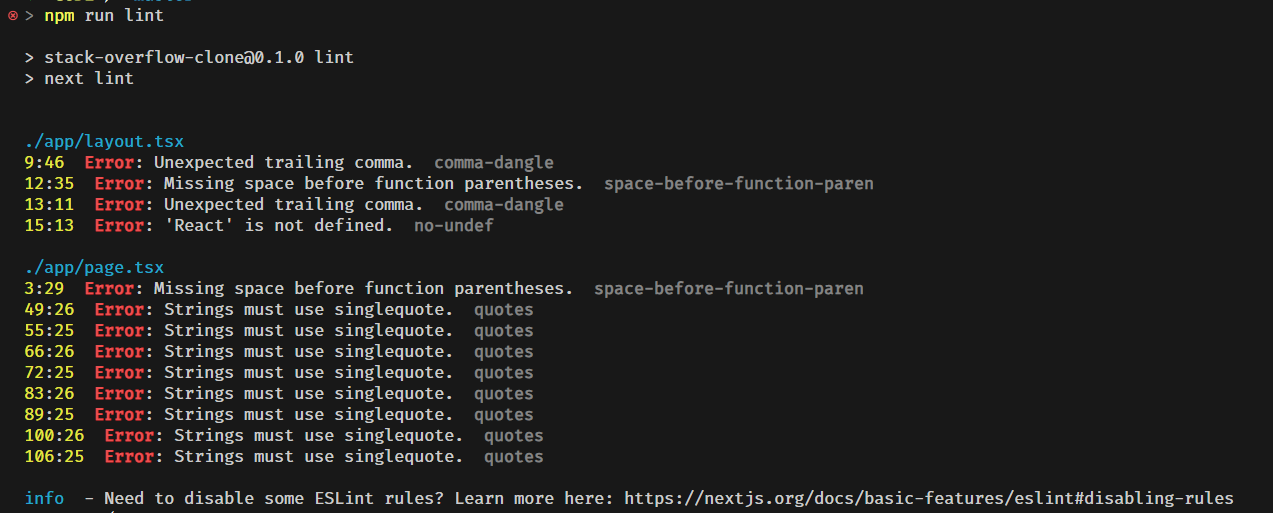 > npm run lint
> stack-overflow-clone@0.1.0 lint
> next lint
./app/layout.tsx
9:46  Error: Unexpected trailing comma.  comma-dangle
12:35  Error: Missing space before function parentheses.  space-before-function-paren
13:11  Error: Unexpected trailing comma.  comma-dangle
15:13  Error: 'React' is not defined.  no-undef
./app/page.tsx
3:29  Error: Missing space before function parentheses.  space-before-function-paren
49:26  Error: Strings must use singlequote.  quotes
55:25  Error: Strings must use singlequote.  quotes
66:26  Error: Strings must use singlequote.  quotes
72:25  Error: Strings must use singlequote.  quotes
83:26  Error: Strings must use singlequote.  quotes
89:25  Error: Strings must use singlequote.  quotes
100:26  Error: Strings must use singlequote.  quotes
106:25  Error: Strings must use singlequote.  quotes
info  - Need to disable some ESLint rules? Learn more here: https://nextjs.org/docs/basic-features/eslint#disabling-rules